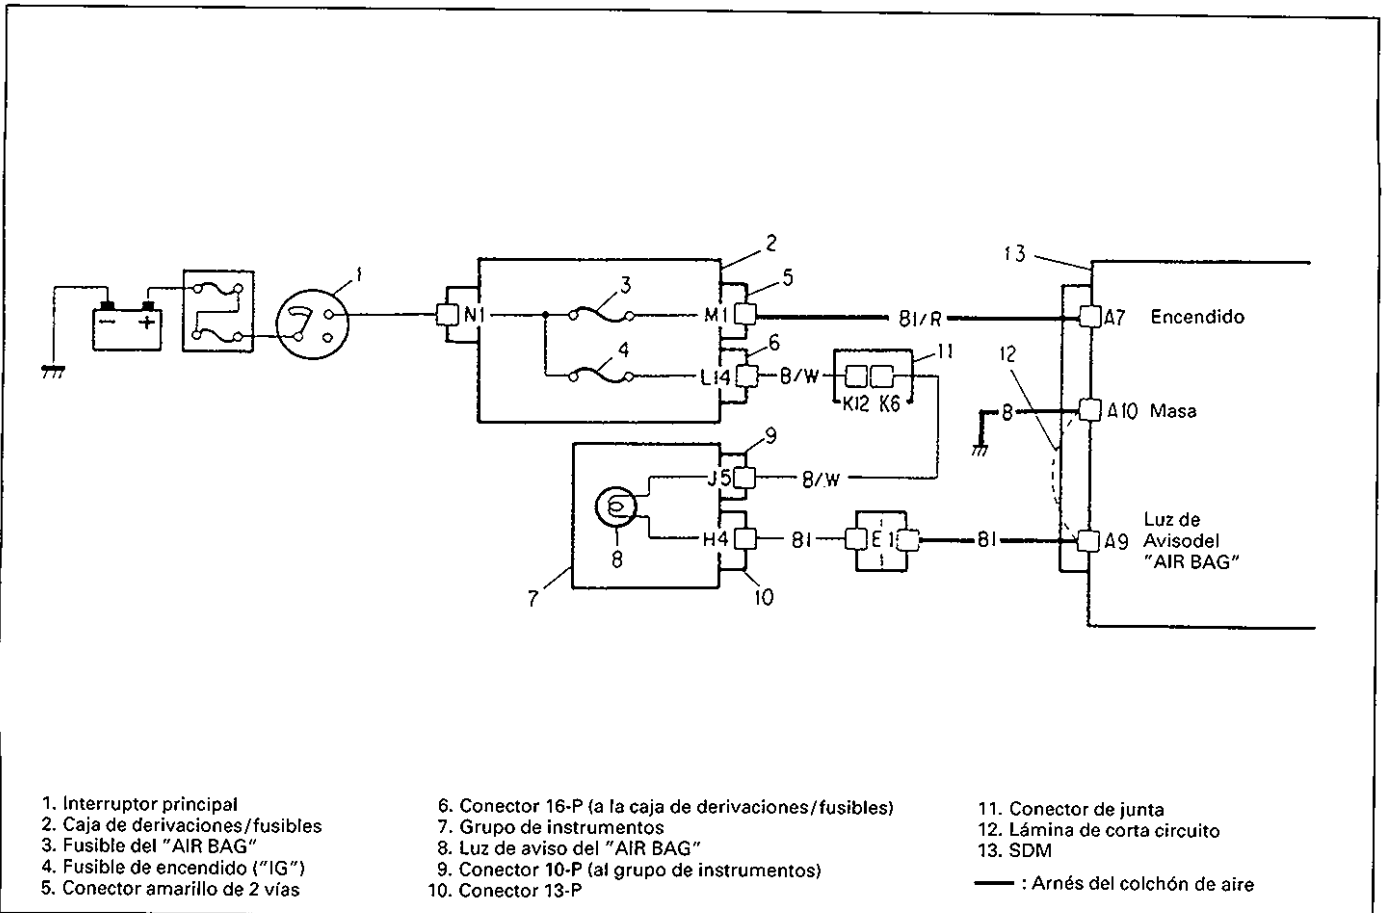 1
2
3
4
5
6
7
8
9
10
11
12
13
N1
M1
L14
B1/R
A7 Encendido
B/W
K12 K6
B
A10 Masa
J5
B/W
H4
B1
E1
B1
A9
Luz de
Avisodel
"AIR BAG"
- +
1. Interruptor principal
2. Caja de derivaciones/fusibles
3. Fusible del "AIR BAG"
4. Fusible de encendido ("IG")
5. Conector amarillo de 2 vías
6. Conector 16-P (a la caja de derivaciones/fusibles)
7. Grupo de instrumentos
8. Luz de aviso del "AIR BAG"
9. Conector 10-P (al grupo de instrumentos)
10. Conector 13-P
11. Conector de junta
12. Lámina de corta circuito
13. SDM
: Arnés del colchón de aire